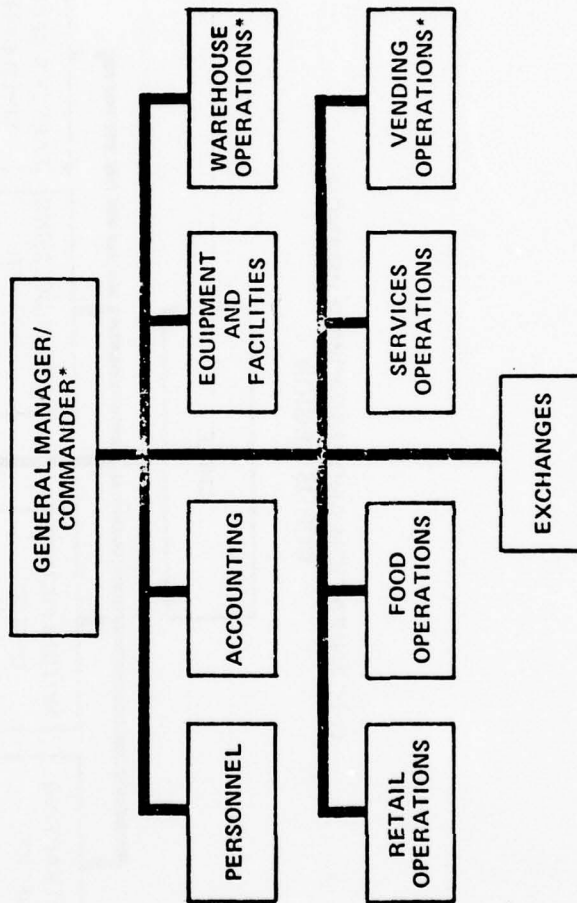 GENERAL MANAGER/
COMMANDER*
PERSONNEL
ACCOUNTING
EQUIPMENT
AND
FACILITIES
WAREHOUSE
OPERATIONS*
RETAIL
OPERATIONS
FOOD
OPERATIONS
SERVICES
OPERATIONS
VENDING
OPERATIONS*
EXCHANGES